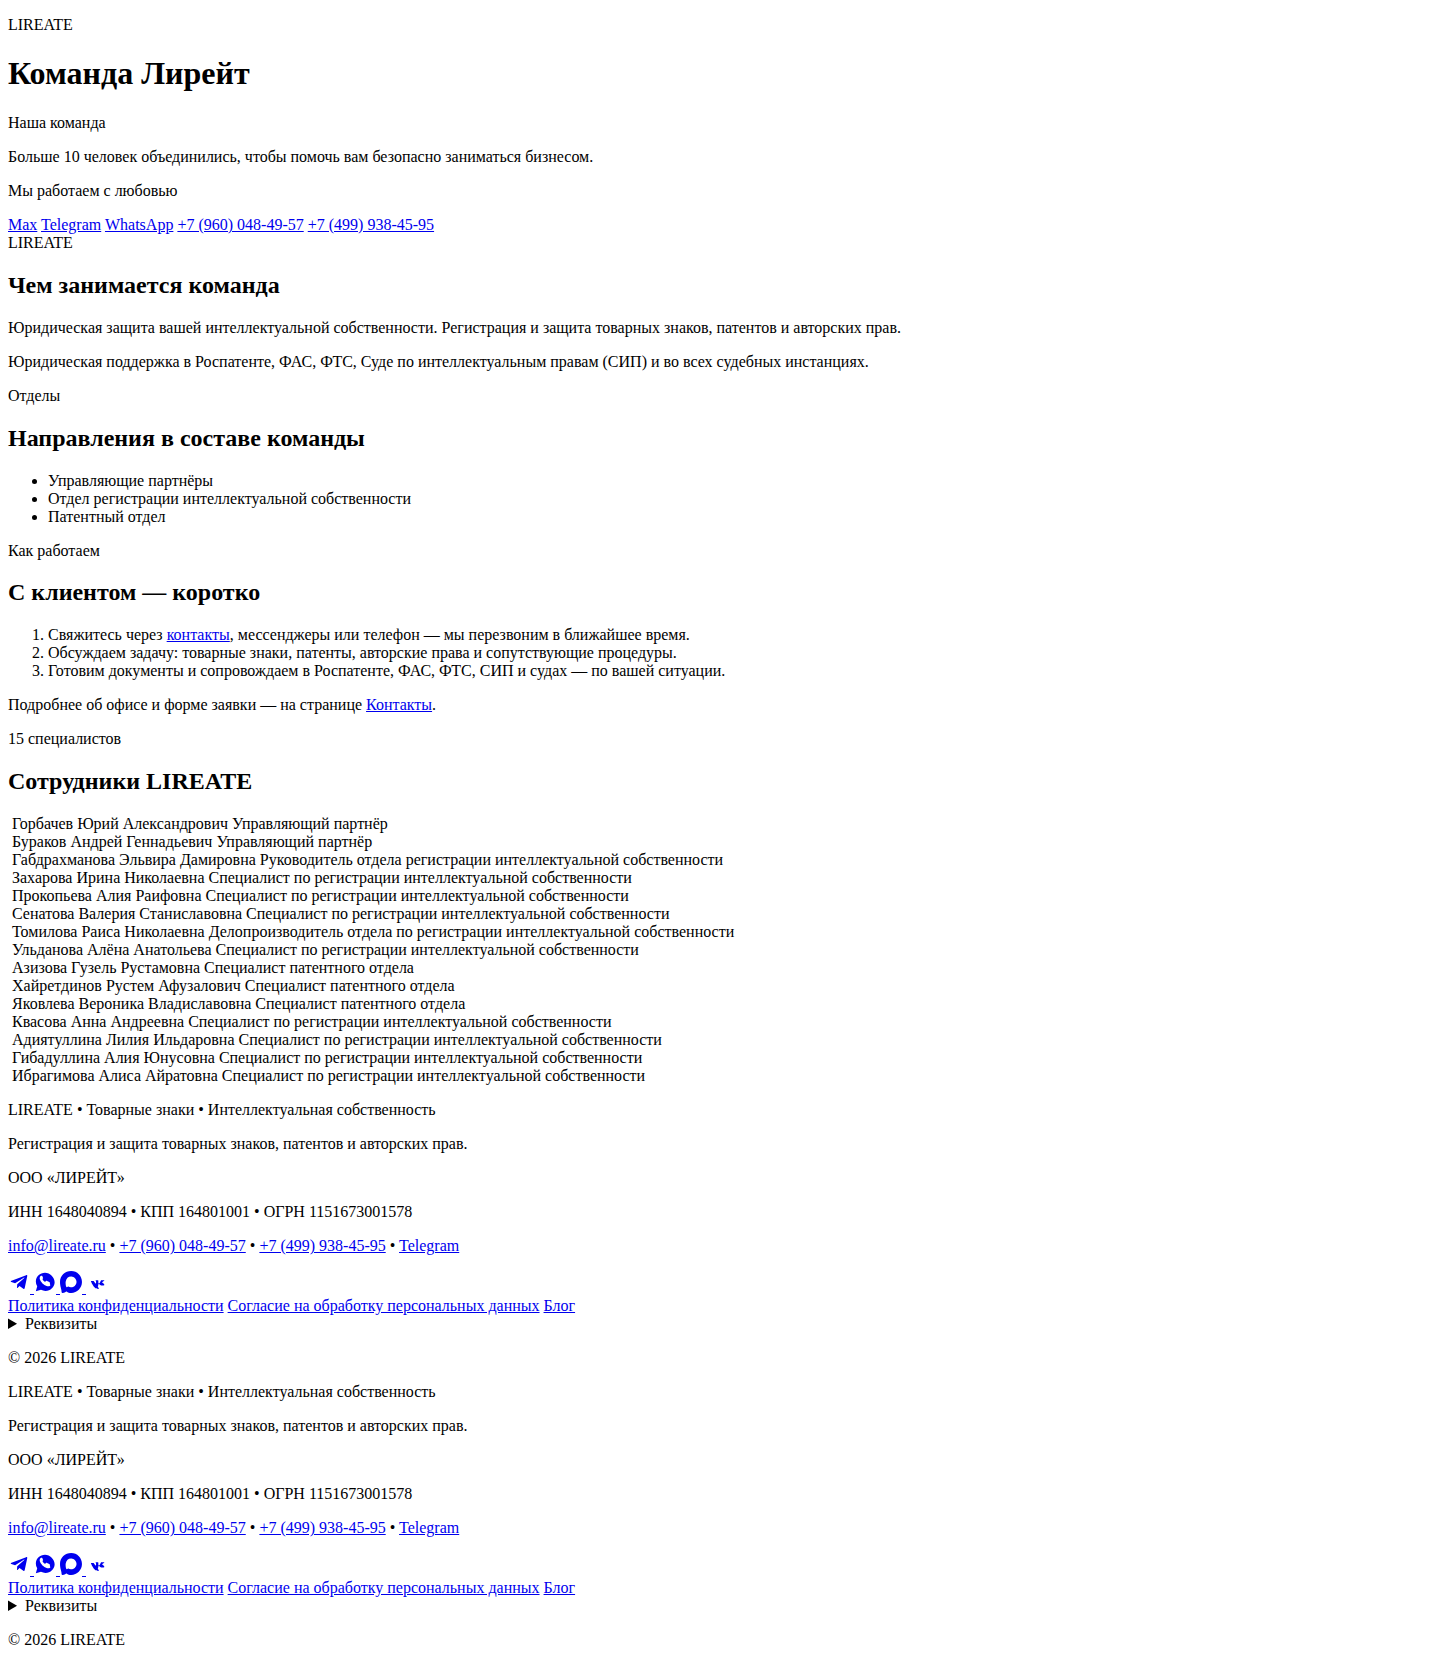 LIREATE
Команда Лирейт
Наша команда
Больше 10 человек объединились, чтобы помочь вам безопасно заниматься бизнесом.
Мы работаем с любовью
Max Telegram WhatsApp +7 (960) 048-49-57 +7 (499) 938-45-95
LIREATE
Чем занимается команда
Юридическая защита вашей интеллектуальной собственности. Регистрация и защита товарных знаков, патентов и авторских прав.
Юридическая поддержка в Роспатенте, ФАС, ФТС, Суде по интеллектуальным правам (СИП) и во всех судебных инстанциях.
Отделы
Направления в составе команды
• Управляющие партнёры
• Отдел регистрации интеллектуальной собственности
• Патентный отдел
Как работаем
С клиентом — коротко
1. Свяжитесь через контакты, мессенджеры или телефон — мы перезвоним в ближайшее время.
2. Обсуждаем задачу: товарные знаки, патенты, авторские права и сопутствующие процедуры.
3. Готовим документы и сопровождаем в Роспатенте, ФАС, ФТС, СИП и судах — по вашей ситуации.
Подробнее об офисе и форме заявки — на странице Контакты.
15 специалистов
Сотрудники LIREATE
Горбачев Юрий Александрович Управляющий партнёр
Бураков Андрей Геннадьевич Управляющий партнёр
Габдрахманова Эльвира Дамировна Руководитель отдела регистрации интеллектуальной собственности
Захарова Ирина Николаевна Специалист по регистрации интеллектуальной собственности
Прокопьева Алия Раифовна Специалист по регистрации интеллектуальной собственности
Сенатова Валерия Станиславовна Специалист по регистрации интеллектуальной собственности
Томилова Раиса Николаевна Делопроизводитель отдела по регистрации интеллектуальной собственности
Ульданова Алёна Анатольева Специалист по регистрации интеллектуальной собственности
Азизова Гузель Рустамовна Специалист патентного отдела
Хайретдинов Рустем Афузалович Специалист патентного отдела
Яковлева Вероника Владиславовна Специалист патентного отдела
Квасова Анна Андреевна Специалист по регистрации интеллектуальной собственности
Адиятуллина Лилия Ильдаровна Специалист по регистрации интеллектуальной собственности
Гибадуллина Алия Юнусовна Специалист по регистрации интеллектуальной собственности
Ибрагимова Алиса Айратовна Специалист по регистрации интеллектуальной собственности
LIREATE • Товарные знаки • Интеллектуальная собственность
Регистрация и защита товарных знаков, патентов и авторских прав.
ООО «ЛИРЕЙТ»
ИНН 1648040894 • КПП 164801001 • ОГРН 1151673001578
info@lireate.ru • +7 (960) 048-49-57 • +7 (499) 938-45-95 • Telegram
Политика конфиденциальности Согласие на обработку персональных данных Блог
Реквизиты
© 2026 LIREATE
LIREATE • Товарные знаки • Интеллектуальная собственность
Регистрация и защита товарных знаков, патентов и авторских прав.
ООО «ЛИРЕЙТ»
ИНН 1648040894 • КПП 164801001 • ОГРН 1151673001578
info@lireate.ru • +7 (960) 048-49-57 • +7 (499) 938-45-95 • Telegram
Политика конфиденциальности Согласие на обработку персональных данных Блог
Реквизиты
© 2026 LIREATE